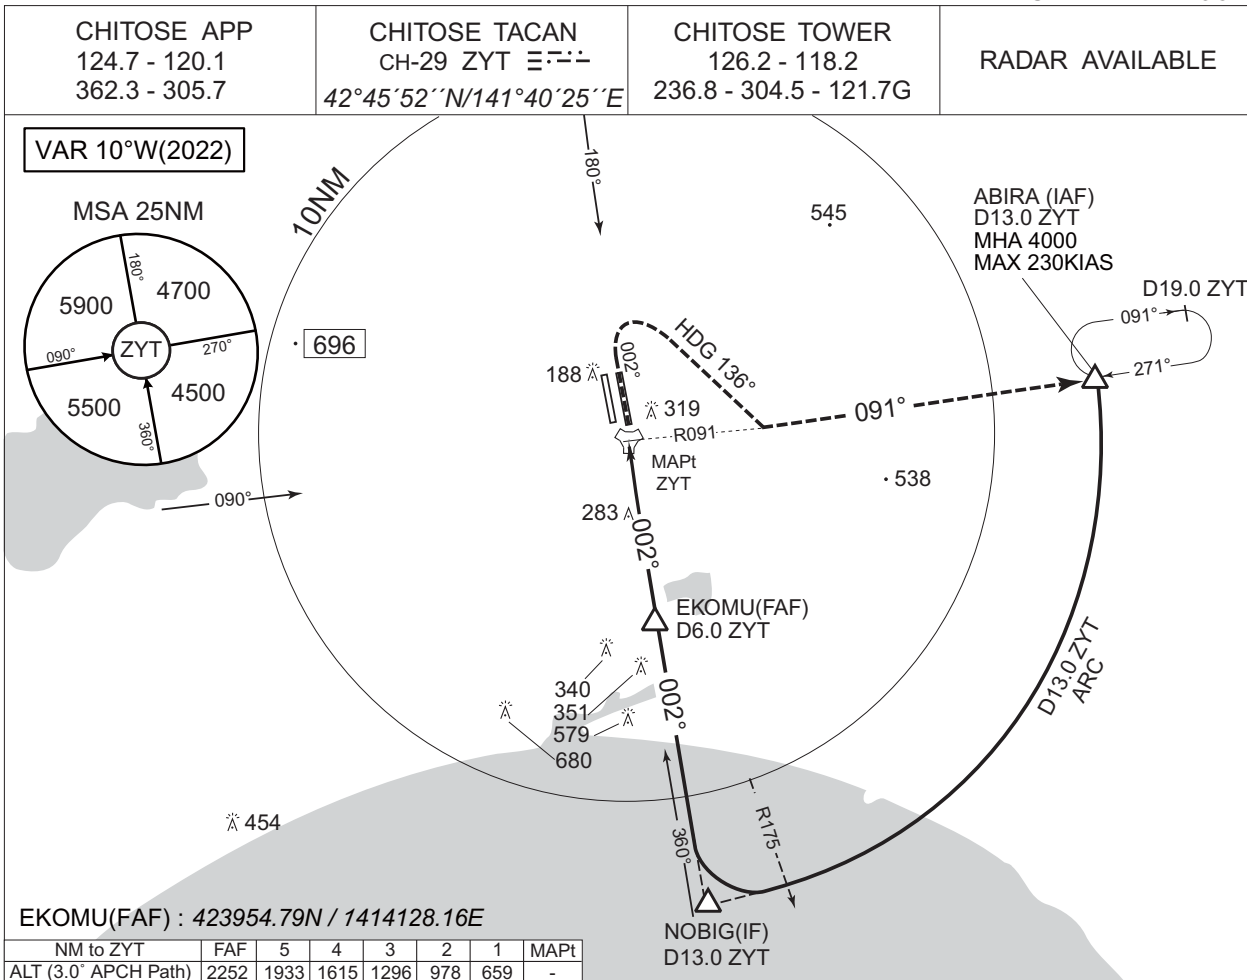 CHITOSE APP
124.7 - 120.1
362.3 - 305.7
CHITOSE TACAN
CH-29 ZYT
42°45´52´´N/141°40´25´´E
CHITOSE TOWER
126.2 - 118.2
236.8 - 304.5 - 121.7G
RADAR AVAILABLE
VAR 10°W(2022)
MSA 25NM
180°
5900
4700
090°
ZYT
270°
5500
4500
360°
10NM
180°
545
ABIRA (IAF)
D13.0 ZYT
MHA 4000
MAX 230KIAS
D19.0 ZYT
091°
271°
696
HDG 136°
002°
188
319
R091
091°
MAPt
ZYT
538
090°
283
002°
EKOMU(FAF)
D6.0 ZYT
340
351
579
680
002°
D13.0 ZYT
ARC
454
360°
R175
NOBIG(IF)
D13.0 ZYT
EKOMU(FAF) : 423954.79N / 1414128.16E
NM to ZYT FAF 5 4 3 2 1 MAPt
ALT (3.0° APCH Path) 2252 1933 1615 1296 978 659 -